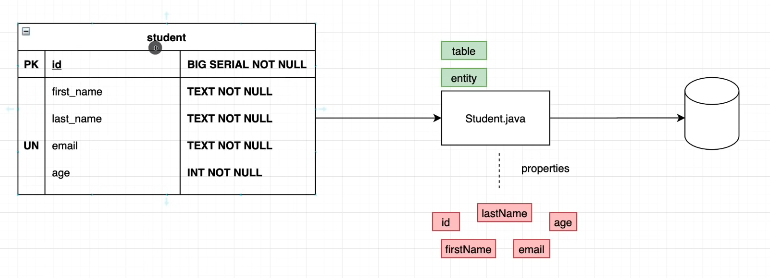 student
PK id BIG SERIAL NOT NULL
first_name TEXT NOT NULL
last_name TEXT NOT NULL
UN email TEXT NOT NULL
age INT NOT NULL
table
entity
Student.java
properties
id lastName age
firstName email